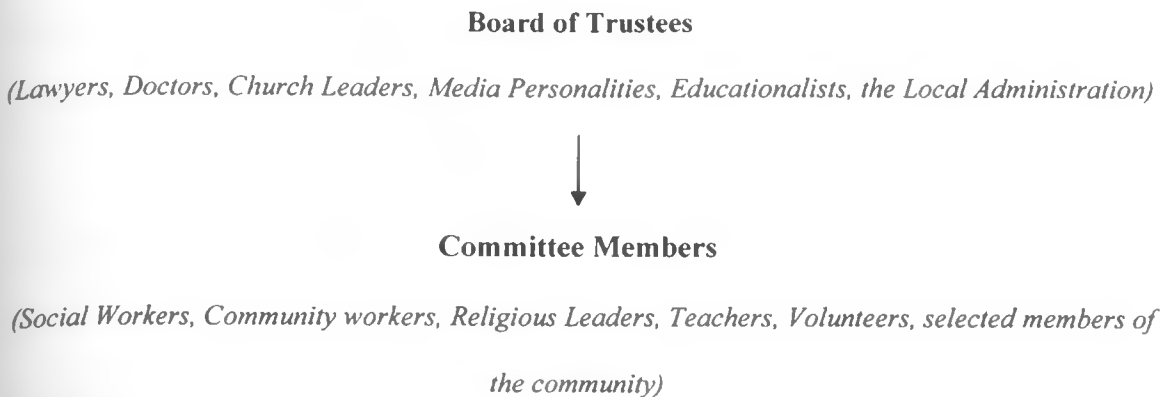 Board of Trustees
(Lawyers, Doctors, Church Leaders, Media Personalities, Educationalists, the Local Administration)
Committee Members
(Social Workers, Community workers, Religious Leaders, Teachers, Volunteers, selected members of
the community)